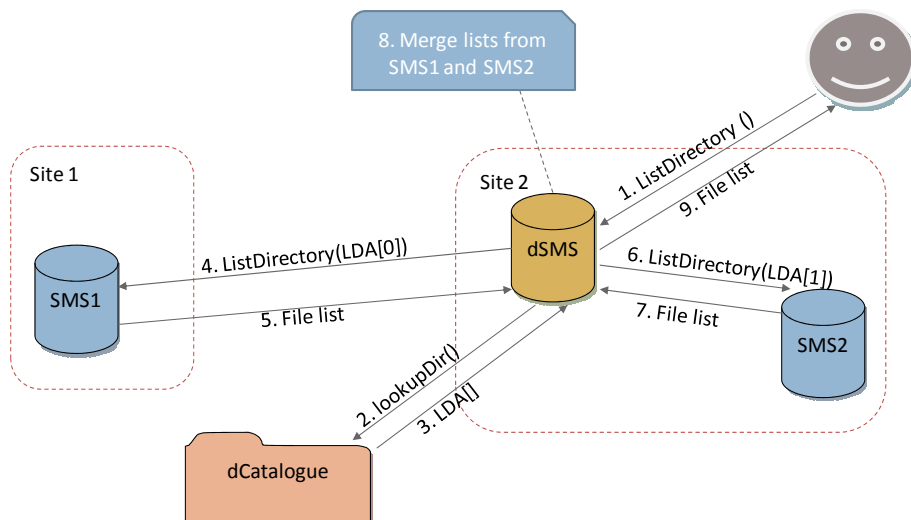 8. Merge lists from
SMS1 and SMS2
Site 1
Site 2
1. ListDirectory ()
9. File list
dSMS
4. ListDirectory(LDA[0])
6. ListDirectory(LDA[1])
SMS1
5. File list
7. File list
SMS2
2. lookupDir()
3. LDA[]
dCatalogue